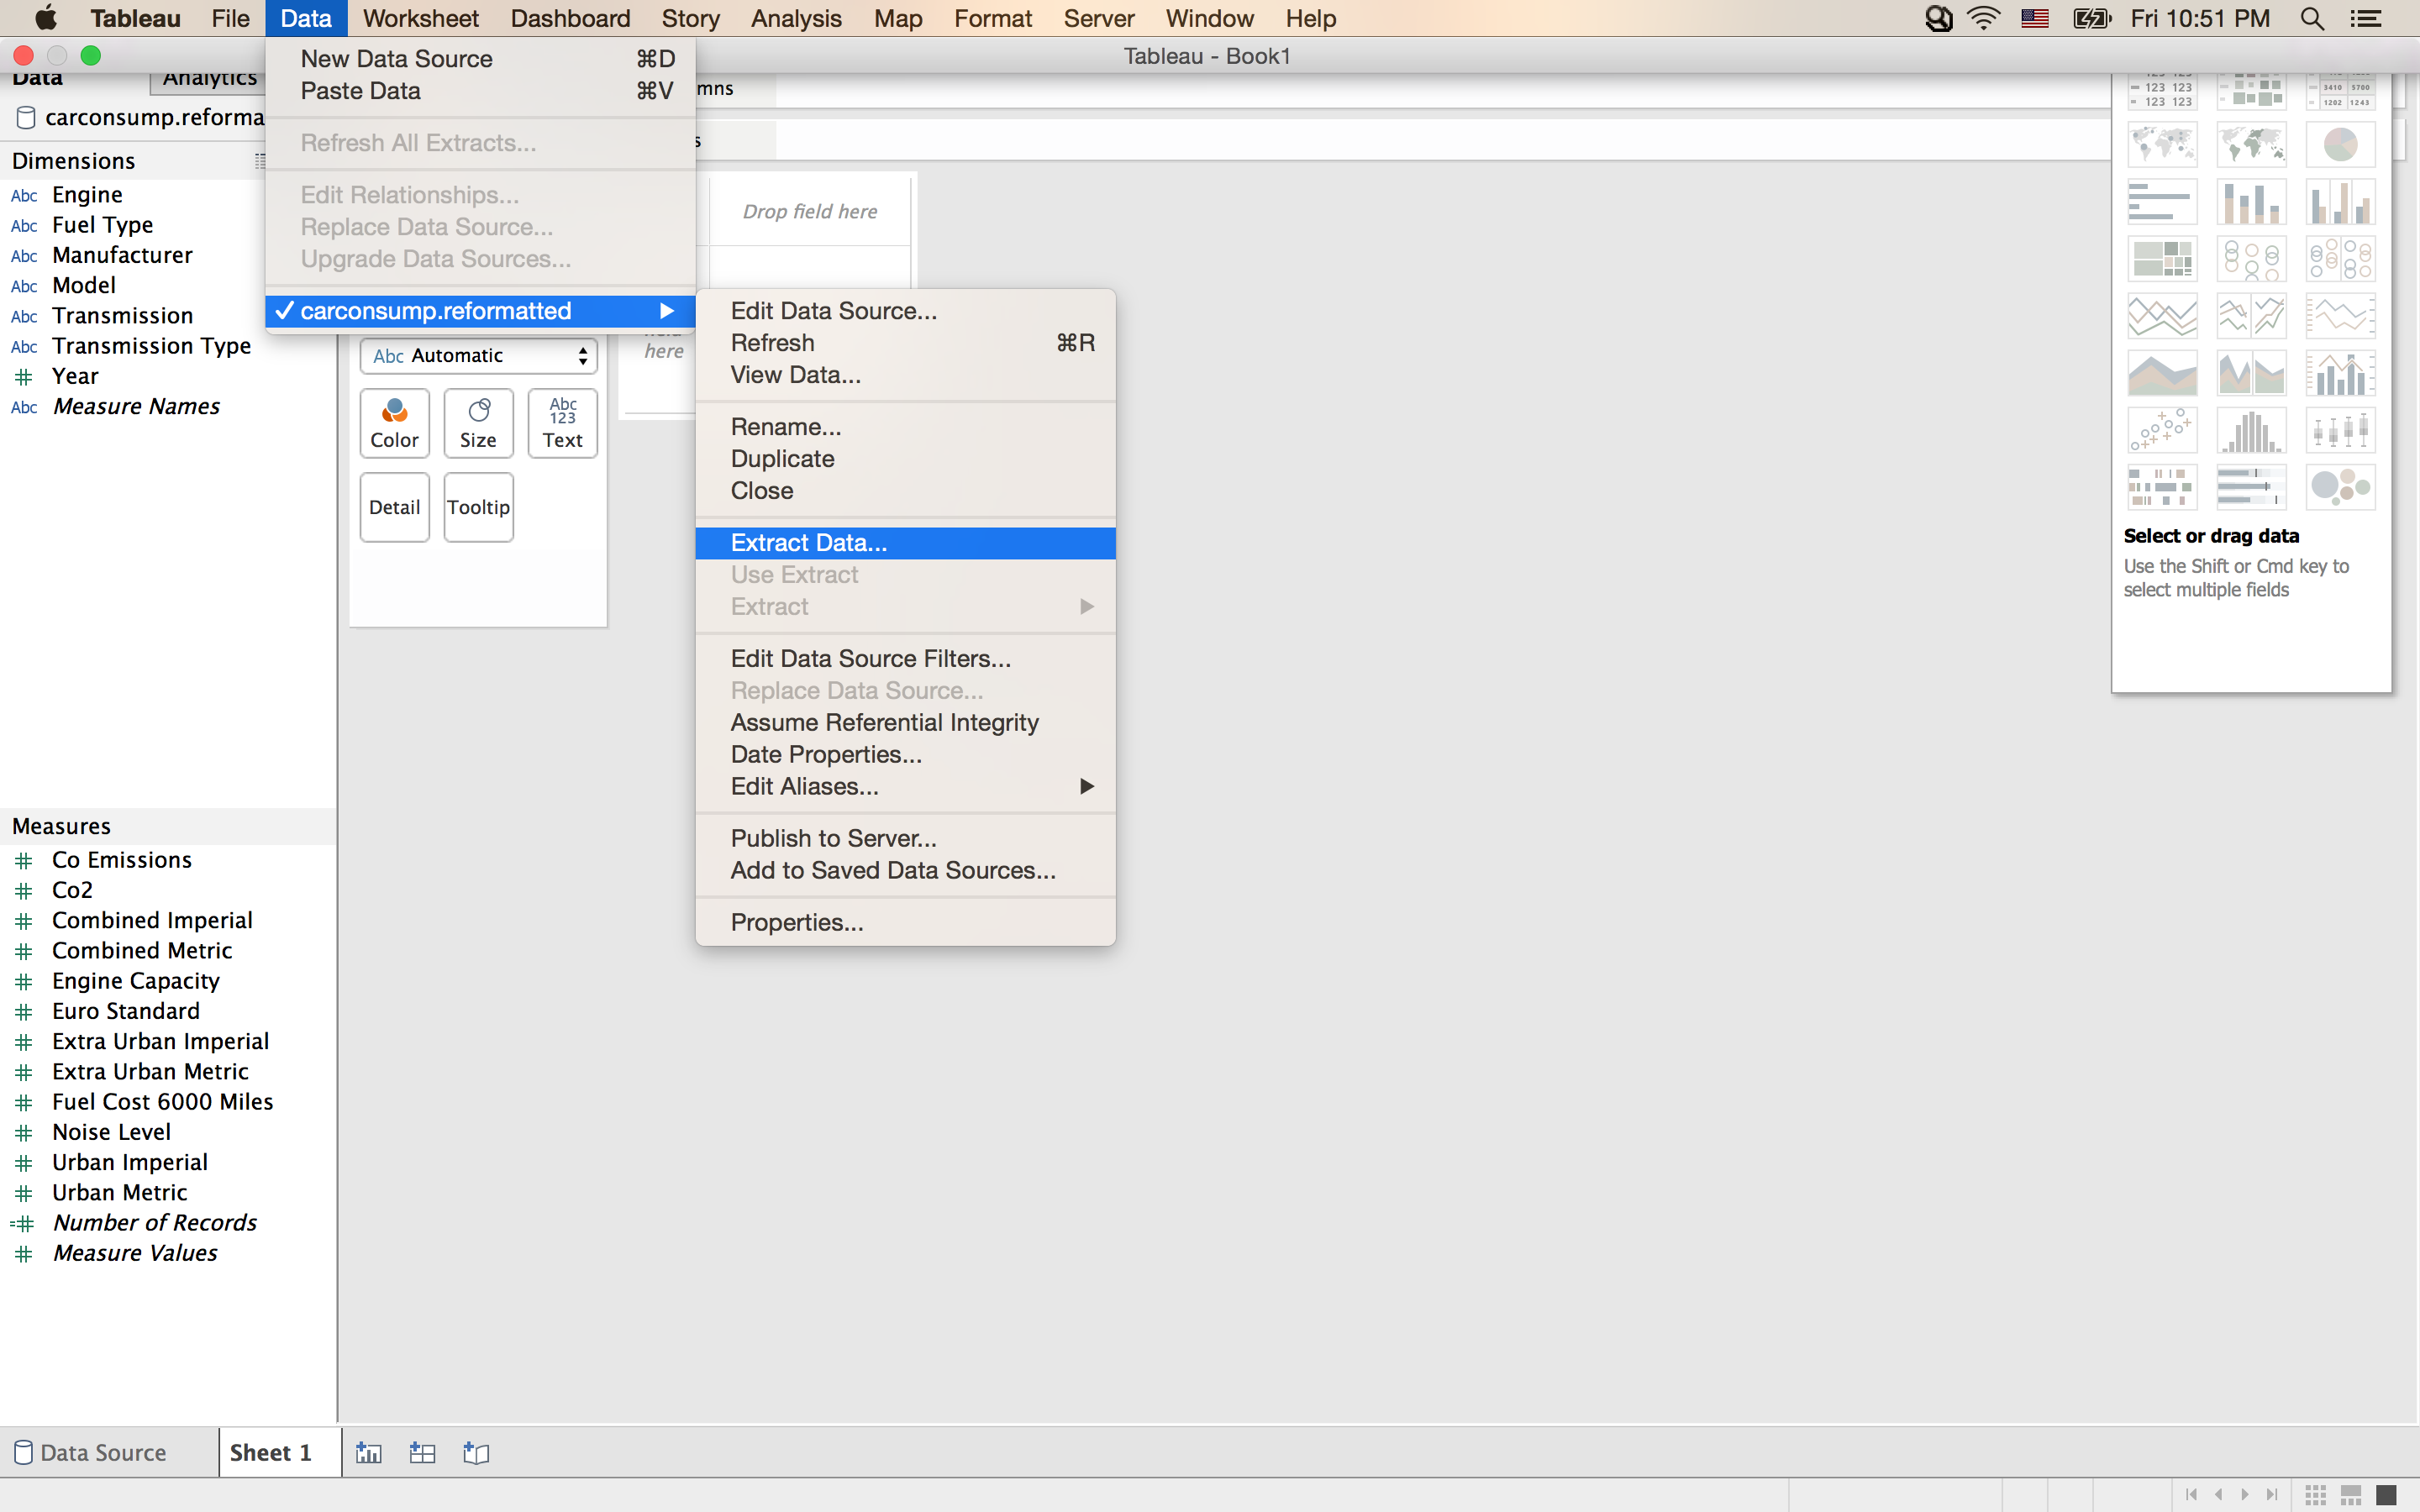 Tableau File Data Worksheet Dashboard Story Analysis Map Format Server Window Help Fri 10:51 PM
Tableau - Book1
Data Analytics
carconsump.reforma
Dimensions
Abc Engine
Abc Fuel Type
Abc Manufacturer
Abc Model
Abc Transmission
Abc Transmission Type
# Year
Abc Measure Names
Measures
# Co Emissions
# Co2
# Combined Imperial
# Combined Metric
# Engine Capacity
# Euro Standard
# Extra Urban Imperial
# Extra Urban Metric
# Fuel Cost 6000 Miles
# Noise Level
# Urban Imperial
# Urban Metric
=# Number of Records
# Measure Values
New Data Source ⌘D
Paste Data ⌘V
Refresh All Extracts...
Edit Relationships...
Replace Data Source...
Upgrade Data Sources...
✓ carconsump.reformatted ▶
mns
s
Drop field here
here
Abc Automatic
Color
Size
Abc
123
Text
Detail
Tooltip
Edit Data Source...
Refresh ⌘R
View Data...
Rename...
Duplicate
Close
Extract Data...
Use Extract
Extract ▶
Edit Data Source Filters...
Replace Data Source...
Assume Referential Integrity
Date Properties...
Edit Aliases... ▶
Publish to Server...
Add to Saved Data Sources...
Properties...
123 123
123 123
3410 5700
1202 1243
Select or drag data
Use the Shift or Cmd key to
select multiple fields
Data Source
Sheet 1